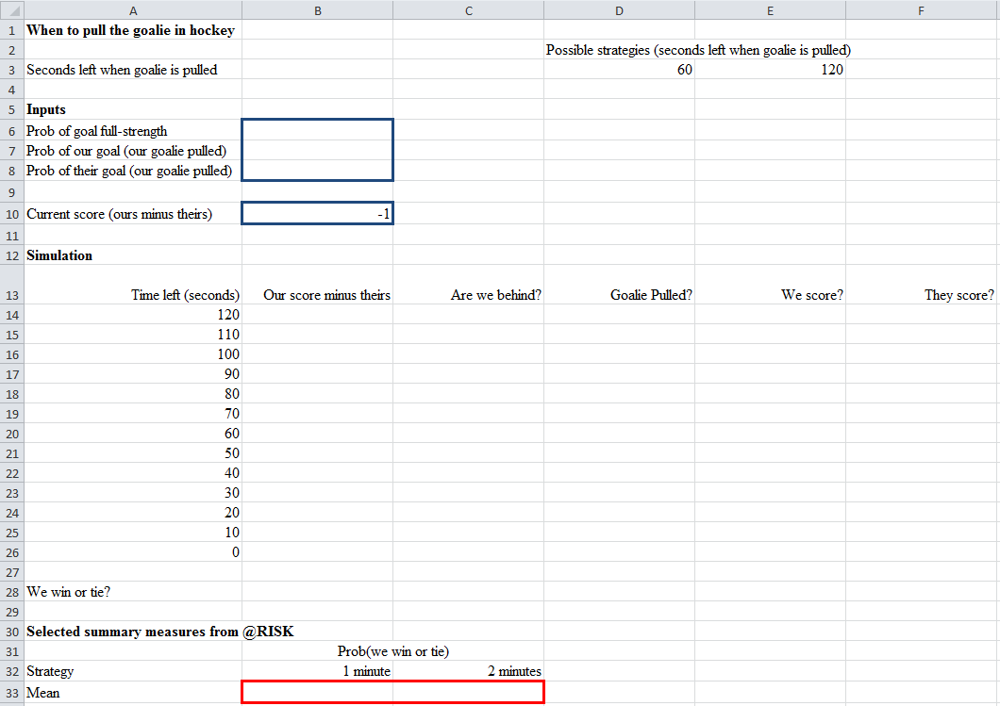 A B C D E F
1 When to pull the goalie in hockey
2 Possible strategies (seconds left when goalie is pulled)
3 Seconds left when goalie is pulled 60 120
4
5 Inputs
6 Prob of goal full-strength
7 Prob of our goal (our goalie pulled)
8 Prob of their goal (our goalie pulled)
9
10 Current score (ours minus theirs) -1
11
12 Simulation
13 Time left (seconds) Our score minus theirs Are we behind? Goalie Pulled? We score? They score?
14 120
15 110
16 100
17 90
18 80
19 70
20 60
21 50
22 40
23 30
24 20
25 10
26 0
27
28 We win or tie?
29
30 Selected summary measures from @RISK
31 Prob(we win or tie)
32 Strategy 1 minute 2 minutes
33 Mean